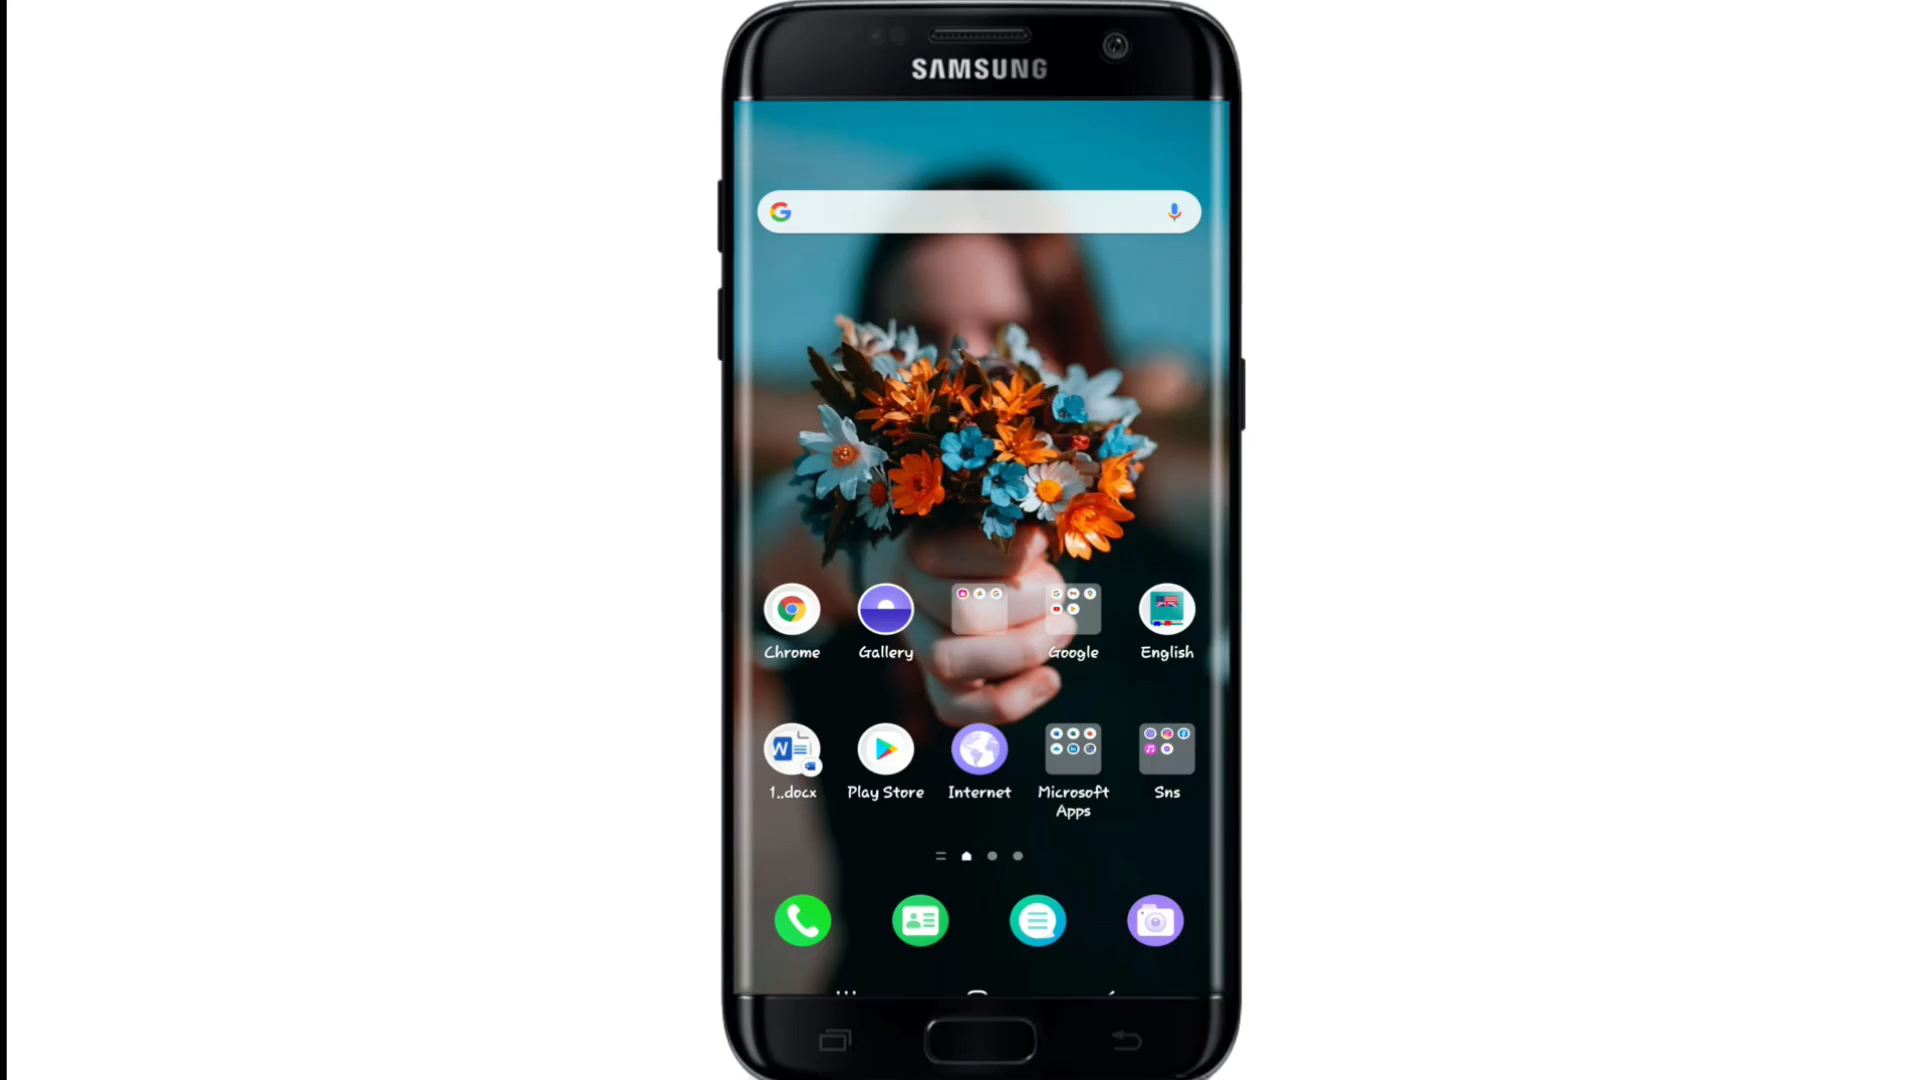 SAMSUNG
Chrome
Gallery
Google
English
1..docx
Play Store
Internet
Microsoft
Apps
Sns